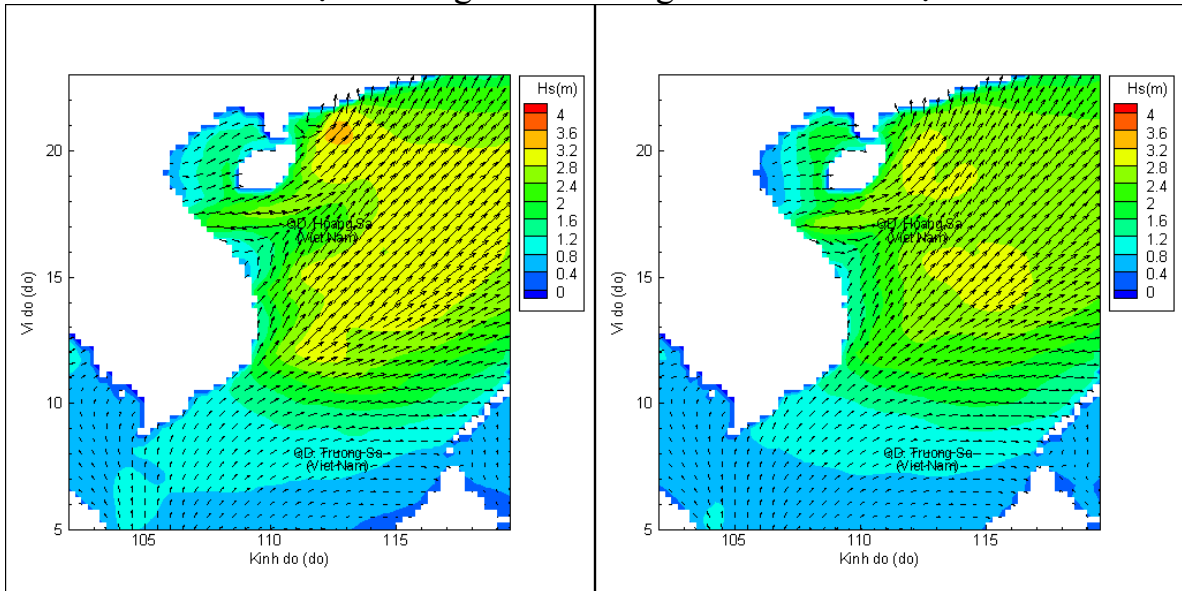 Hs(m)
4
3.6
3.2
2.8
2.4
2
1.6
1.2
0.8
0.4
0
20
15
10
5
105
110
115
Vi do (do)
Kinh do (do)
QD. Hoang Sa
(Viet Nam)
QD. Truong Sa
(Viet Nam)
Hs(m)
4
3.6
3.2
2.8
2.4
2
1.6
1.2
0.8
0.4
0
20
15
10
5
105
110
115
Vi do (do)
Kinh do (do)
QD. Hoang Sa
(Viet Nam)
QD. Truong Sa
(Viet Nam)